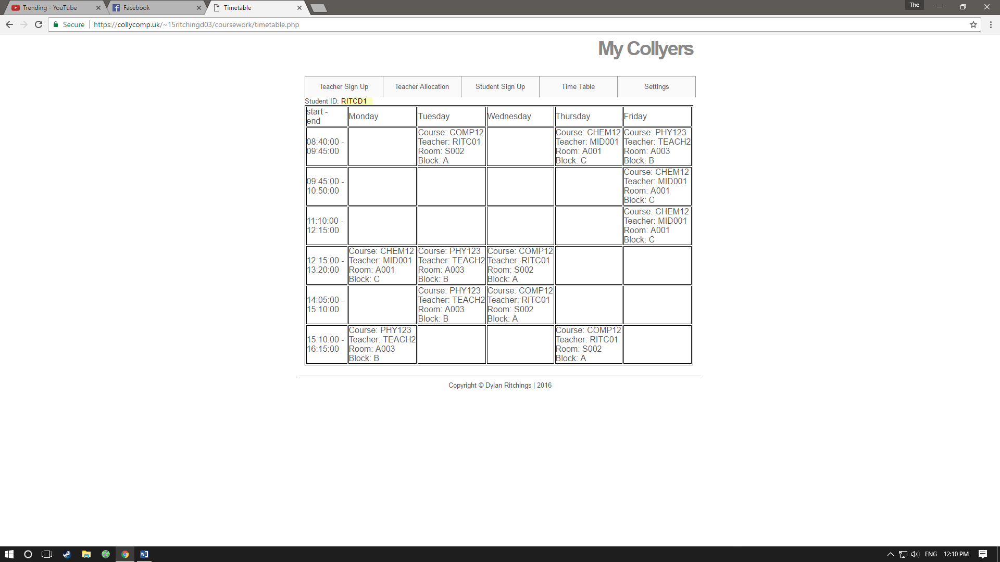 Trending - YouTube
Facebook
Timetable
The
Secure
https://collycomp.uk/~15ritchingd03/coursework/timetable.php
My Collyers
Teacher Sign Up
Teacher Allocation
Student Sign Up
Time Table
Settings
Student ID: RITCD1
start -
end
Monday
Tuesday
Wednesday
Thursday
Friday
08:40:00 -
09:45:00
Course: COMP12
Teacher: RITC01
Room: S002
Block: A
Course: CHEM12
Teacher: MID001
Room: A001
Block: C
Course: PHY123
Teacher: TEACH2
Room: A003
Block: B
09:45:00 -
10:50:00
Course: CHEM12
Teacher: MID001
Room: A001
Block: C
11:10:00 -
12:15:00
Course: CHEM12
Teacher: MID001
Room: A001
Block: C
12:15:00 -
13:20:00
Course: CHEM12
Teacher: MID001
Room: A001
Block: C
Course: PHY123
Teacher: TEACH2
Room: A003
Block: B
Course: COMP12
Teacher: RITC01
Room: S002
Block: A
14:05:00 -
15:10:00
Course: PHY123
Teacher: TEACH2
Room: A003
Block: B
Course: COMP12
Teacher: RITC01
Room: S002
Block: A
15:10:00 -
16:15:00
Course: PHY123
Teacher: TEACH2
Room: A003
Block: B
Course: COMP12
Teacher: RITC01
Room: S002
Block: A
Copyright © Dylan Ritchings | 2016
ENG
12:10 PM